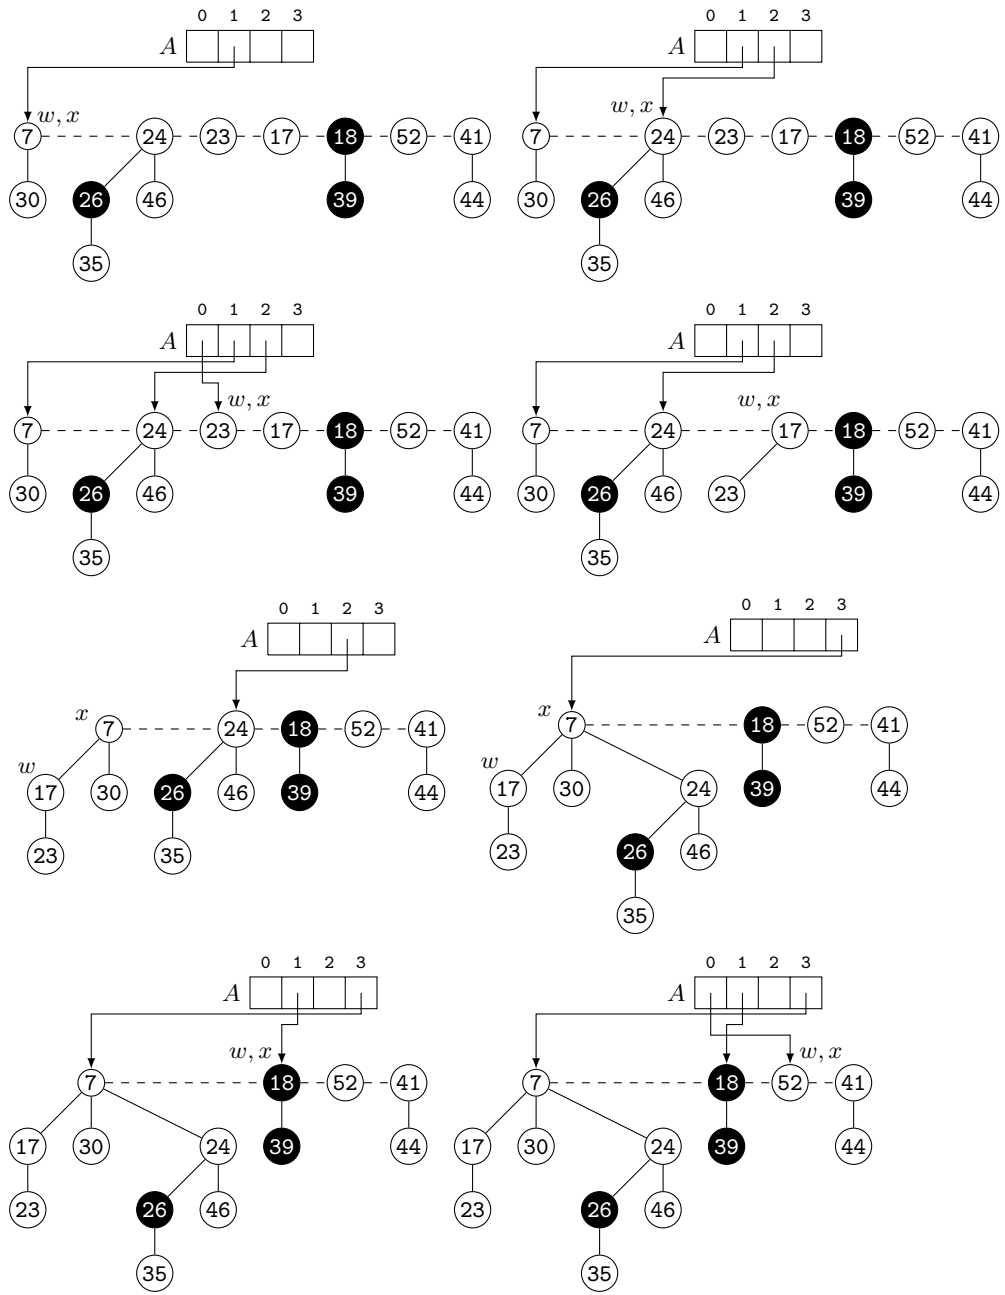 0 1 2 3
A
w, x
7 24 23 17 18 52 41
30 26 46 39 44
35
0 1 2 3
A
w, x
7 24 23 17 18 52 41
30 26 46 39 44
35
0 1 2 3
A
w, x
7 24 23 17 18 52 41
30 26 46 39 44
35
0 1 2 3
A
w, x
7 24 17 18 52 41
30 26 46 23 39 44
35
0 1 2 3
A
x
7 24 18 52 41
w
17 30 26 46 39 44
23 35
0 1 2 3
A
x
7 18 52 41
w
17 30 24 39 44
23 26 46
35
0 1 2 3
A
w, x
7 18 52 41
17 30 24 39 44
23 26 46
35
0 1 2 3
A
w, x
7 18 52 41
17 30 24 39 44
23 26 46
35